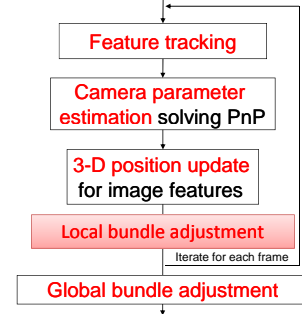 Feature tracking
Camera parameter
estimation solving PnP
3-D position update
for image features
Local bundle adjustment
Iterate for each frame
Global bundle adjustment